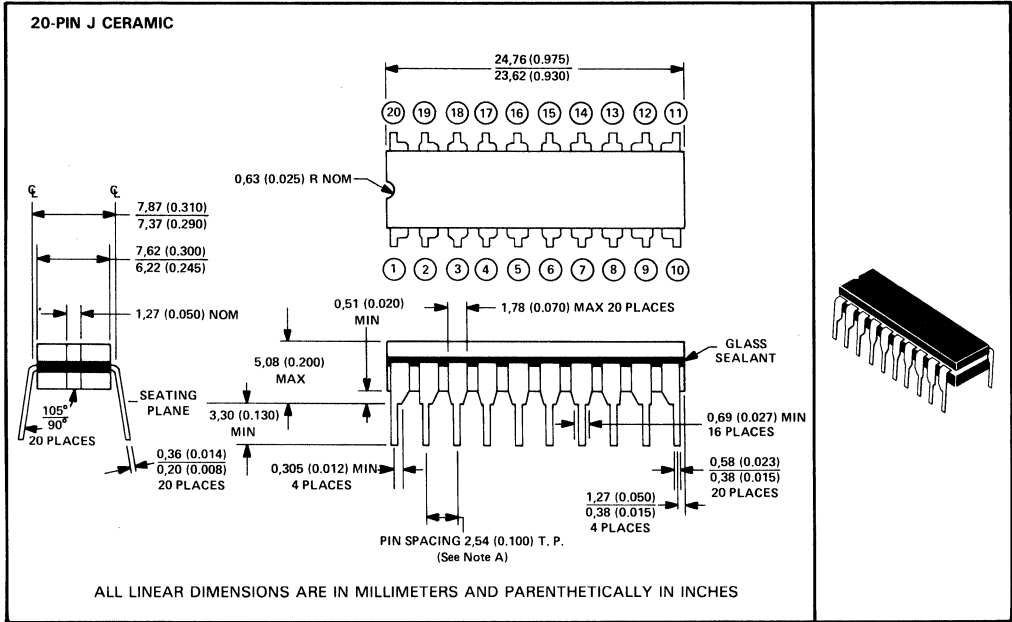 20-PIN J CERAMIC
24,76 (0.975)
23,62 (0.930)
20 19 18 17 16 15 14 13 12 11
0,63 (0.025) R NOM
1 2 3 4 5 6 7 8 9 10
℄ ℄
7,87 (0.310)
7,37 (0.290)
7,62 (0.300)
6,22 (0.245)
1,27 (0.050) NOM
105°
90°
20 PLACES
SEATING
PLANE
0,36 (0.014)
0,20 (0.008)
20 PLACES
0,51 (0.020)
MIN
1,78 (0.070) MAX 20 PLACES
5,08 (0.200)
MAX
GLASS
SEALANT
3,30 (0.130)
MIN
0,69 (0.027) MIN
16 PLACES
0,305 (0.012) MIN
4 PLACES
0,58 (0.023)
0,38 (0.015)
20 PLACES
1,27 (0.050)
0,38 (0.015)
4 PLACES
PIN SPACING 2,54 (0.100) T. P.
(See Note A)
ALL LINEAR DIMENSIONS ARE IN MILLIMETERS AND PARENTHETICALLY IN INCHES